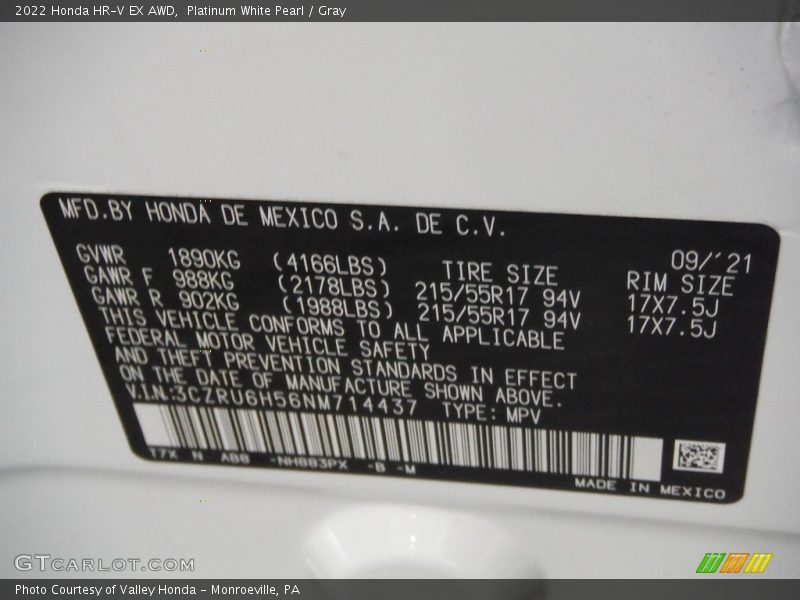 2022 Honda HR-V EX AWD, Platinum White Pearl / Gray
MFD.BY HONDA DE MEXICO S.A. DE C.V.
09/'21
GVWR 1890KG (4166LBS) TIRE SIZE RIM SIZE
GAWR F 988KG (2178LBS) 215/55R17 94V 17X7.5J
GAWR R 902KG (1988LBS) 215/55R17 94V 17X7.5J
THIS VEHICLE CONFORMS TO ALL APPLICABLE
FEDERAL MOTOR VEHICLE SAFETY
AND THEFT PREVENTION STANDARDS IN EFFECT
ON THE DATE OF MANUFACTURE SHOWN ABOVE.
V.I.N:3CZRU6H56NM714437 TYPE: MPV
T7X N AB8 -NH883PX -B -M
MADE IN MEXICO
GTCARLOT.COM
Photo Courtesy of Valley Honda - Monroeville, PA